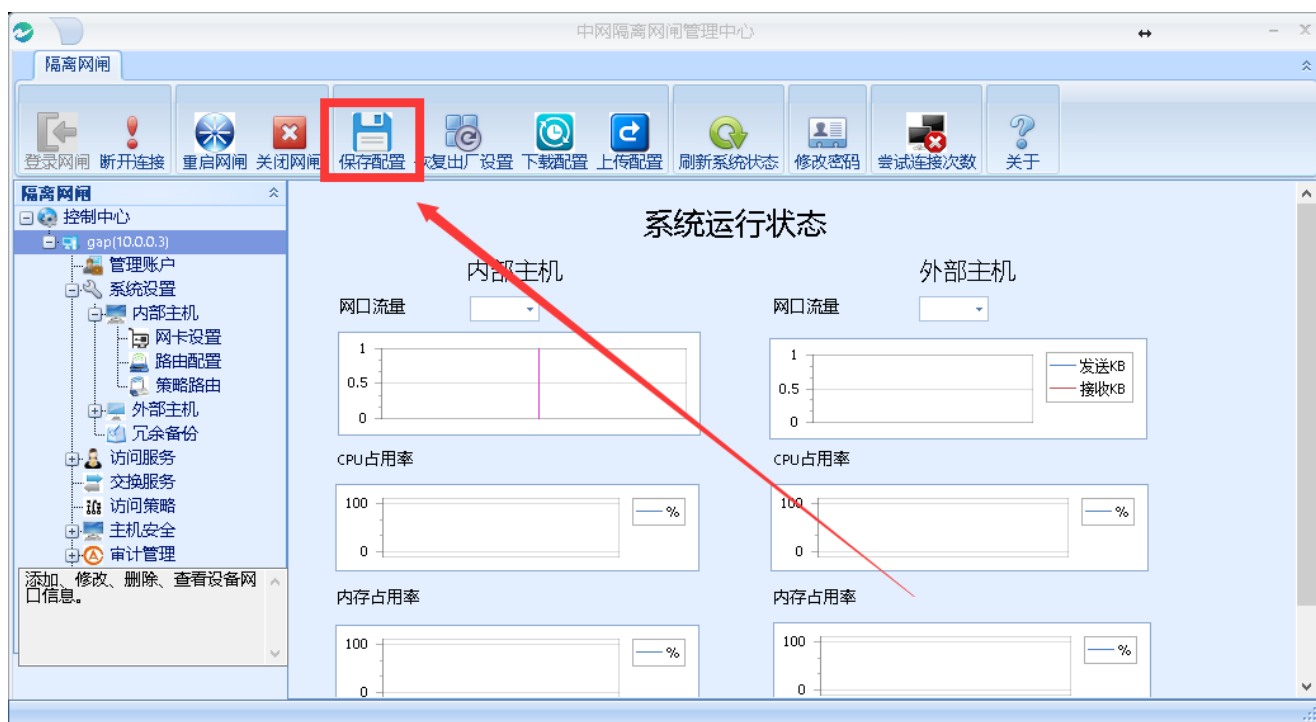 中网隔离网闸管理中心
隔离网闸
登录网闸 断开连接 重启网闸 关闭网闸 保存配置 恢复出厂设置 下载配置 上传配置 刷新系统状态 修改密码 尝试连接次数 关于
隔离网闸
控制中心
gap(10.0.0.3)
管理账户
系统设置
内部主机
网卡设置
路由配置
策略路由
外部主机
冗余备份
访问服务
交换服务
访问策略
主机安全
审计管理
添加、修改、删除、查看设备网
口信息。
系统运行状态
内部主机
网口流量
1
0.5
0
CPU占用率
100
0
%
内存占用率
100
0
%
外部主机
网口流量
1
0.5
0
发送KB
接收KB
CPU占用率
100
0
%
内存占用率
100
0
%